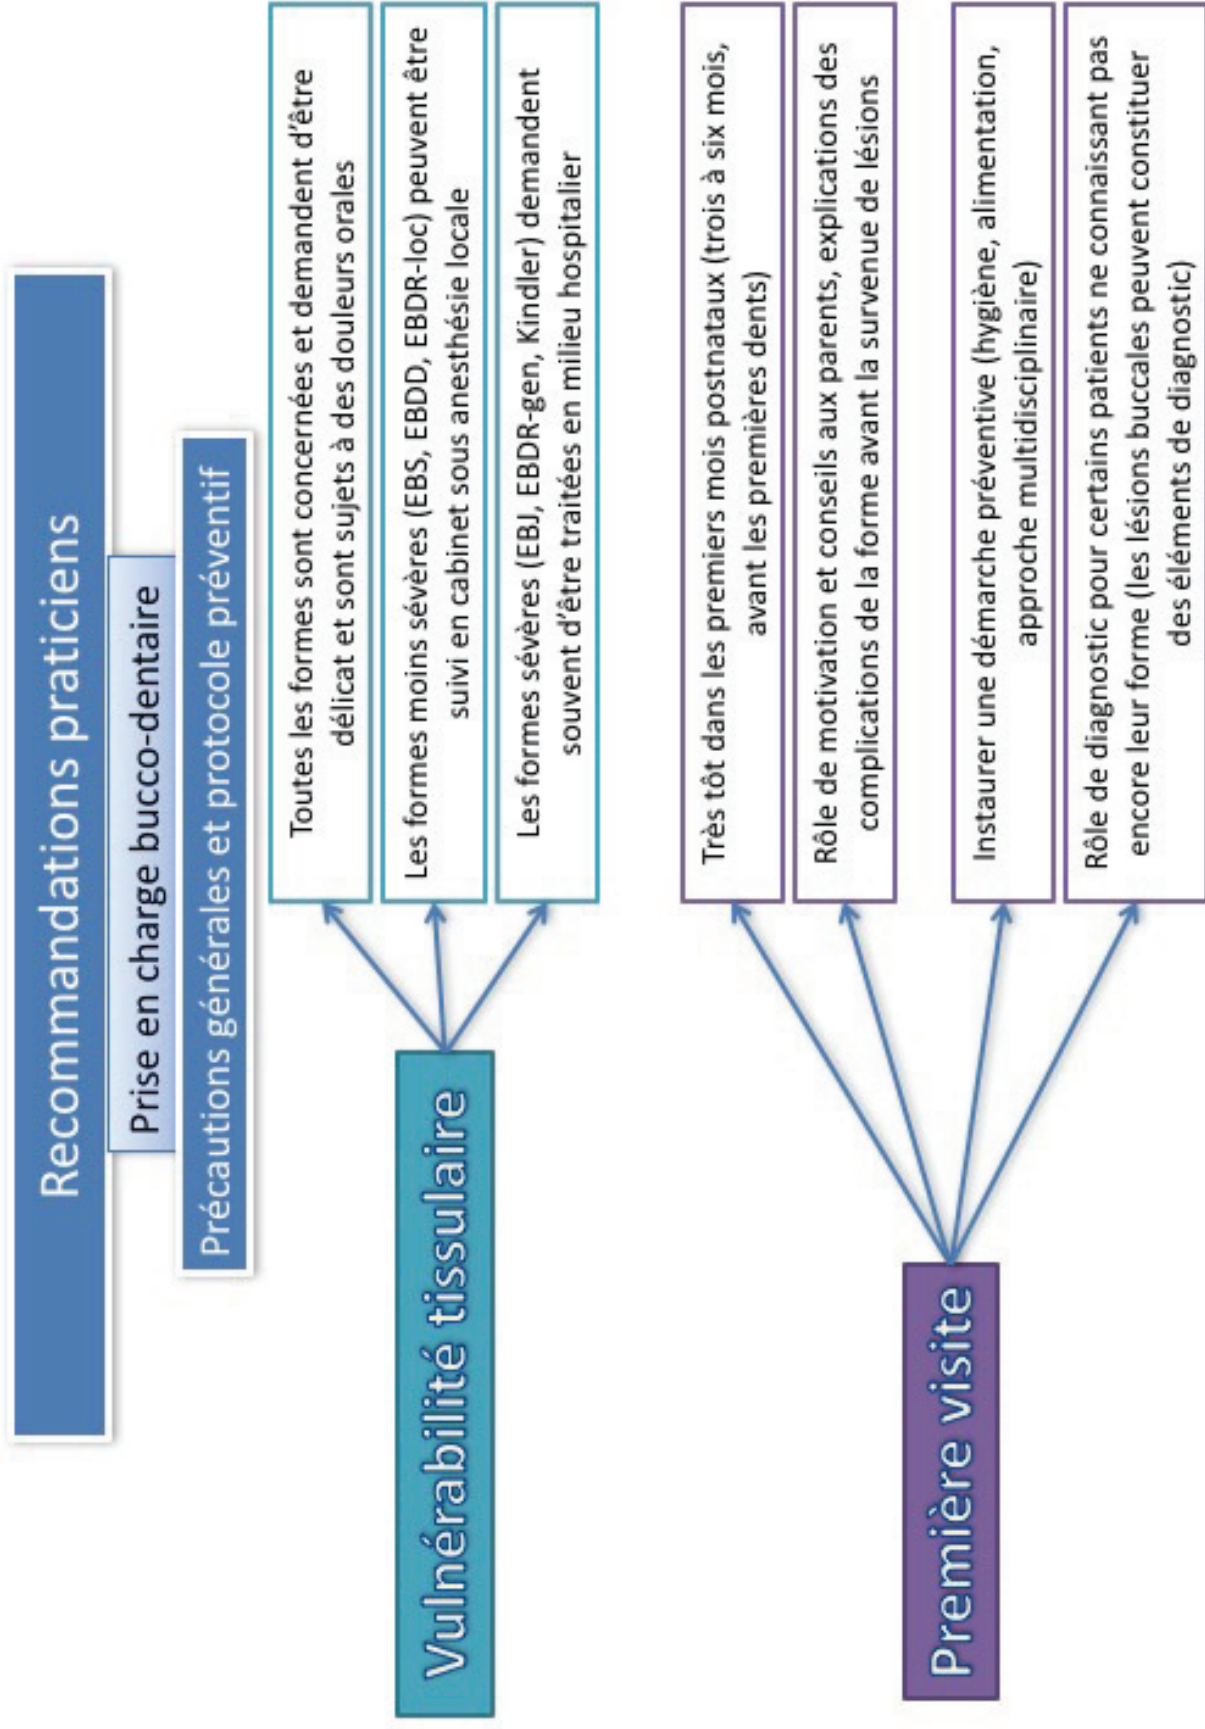 Recommandations praticiens
Prise en charge bucco-dentaire
Précautions générales et protocole préventif
Vulnérabilité tissulaire
Toutes les formes sont concernées et demandent d'être
délicat et sont sujets à des douleurs orales
Les formes moins sévères (EBS, EBDD, EBDR-loc) peuvent être
suivi en cabinet sous anesthésie locale
Les formes sévères (EBJ, EBDR-gen, Kindler) demandent
souvent d'être traitées en milieu hospitalier
Première visite
Très tôt dans les premiers mois postnataux (trois à six mois,
avant les premières dents)
Rôle de motivation et conseils aux parents, explications des
complications de la forme avant la survenue de lésions
Instaurer une démarche préventive (hygiène, alimentation,
approche multidisciplinaire)
Rôle de diagnostic pour certains patients ne connaissant pas
encore leur forme (les lésions buccales peuvent constituer
des éléments de diagnostic)